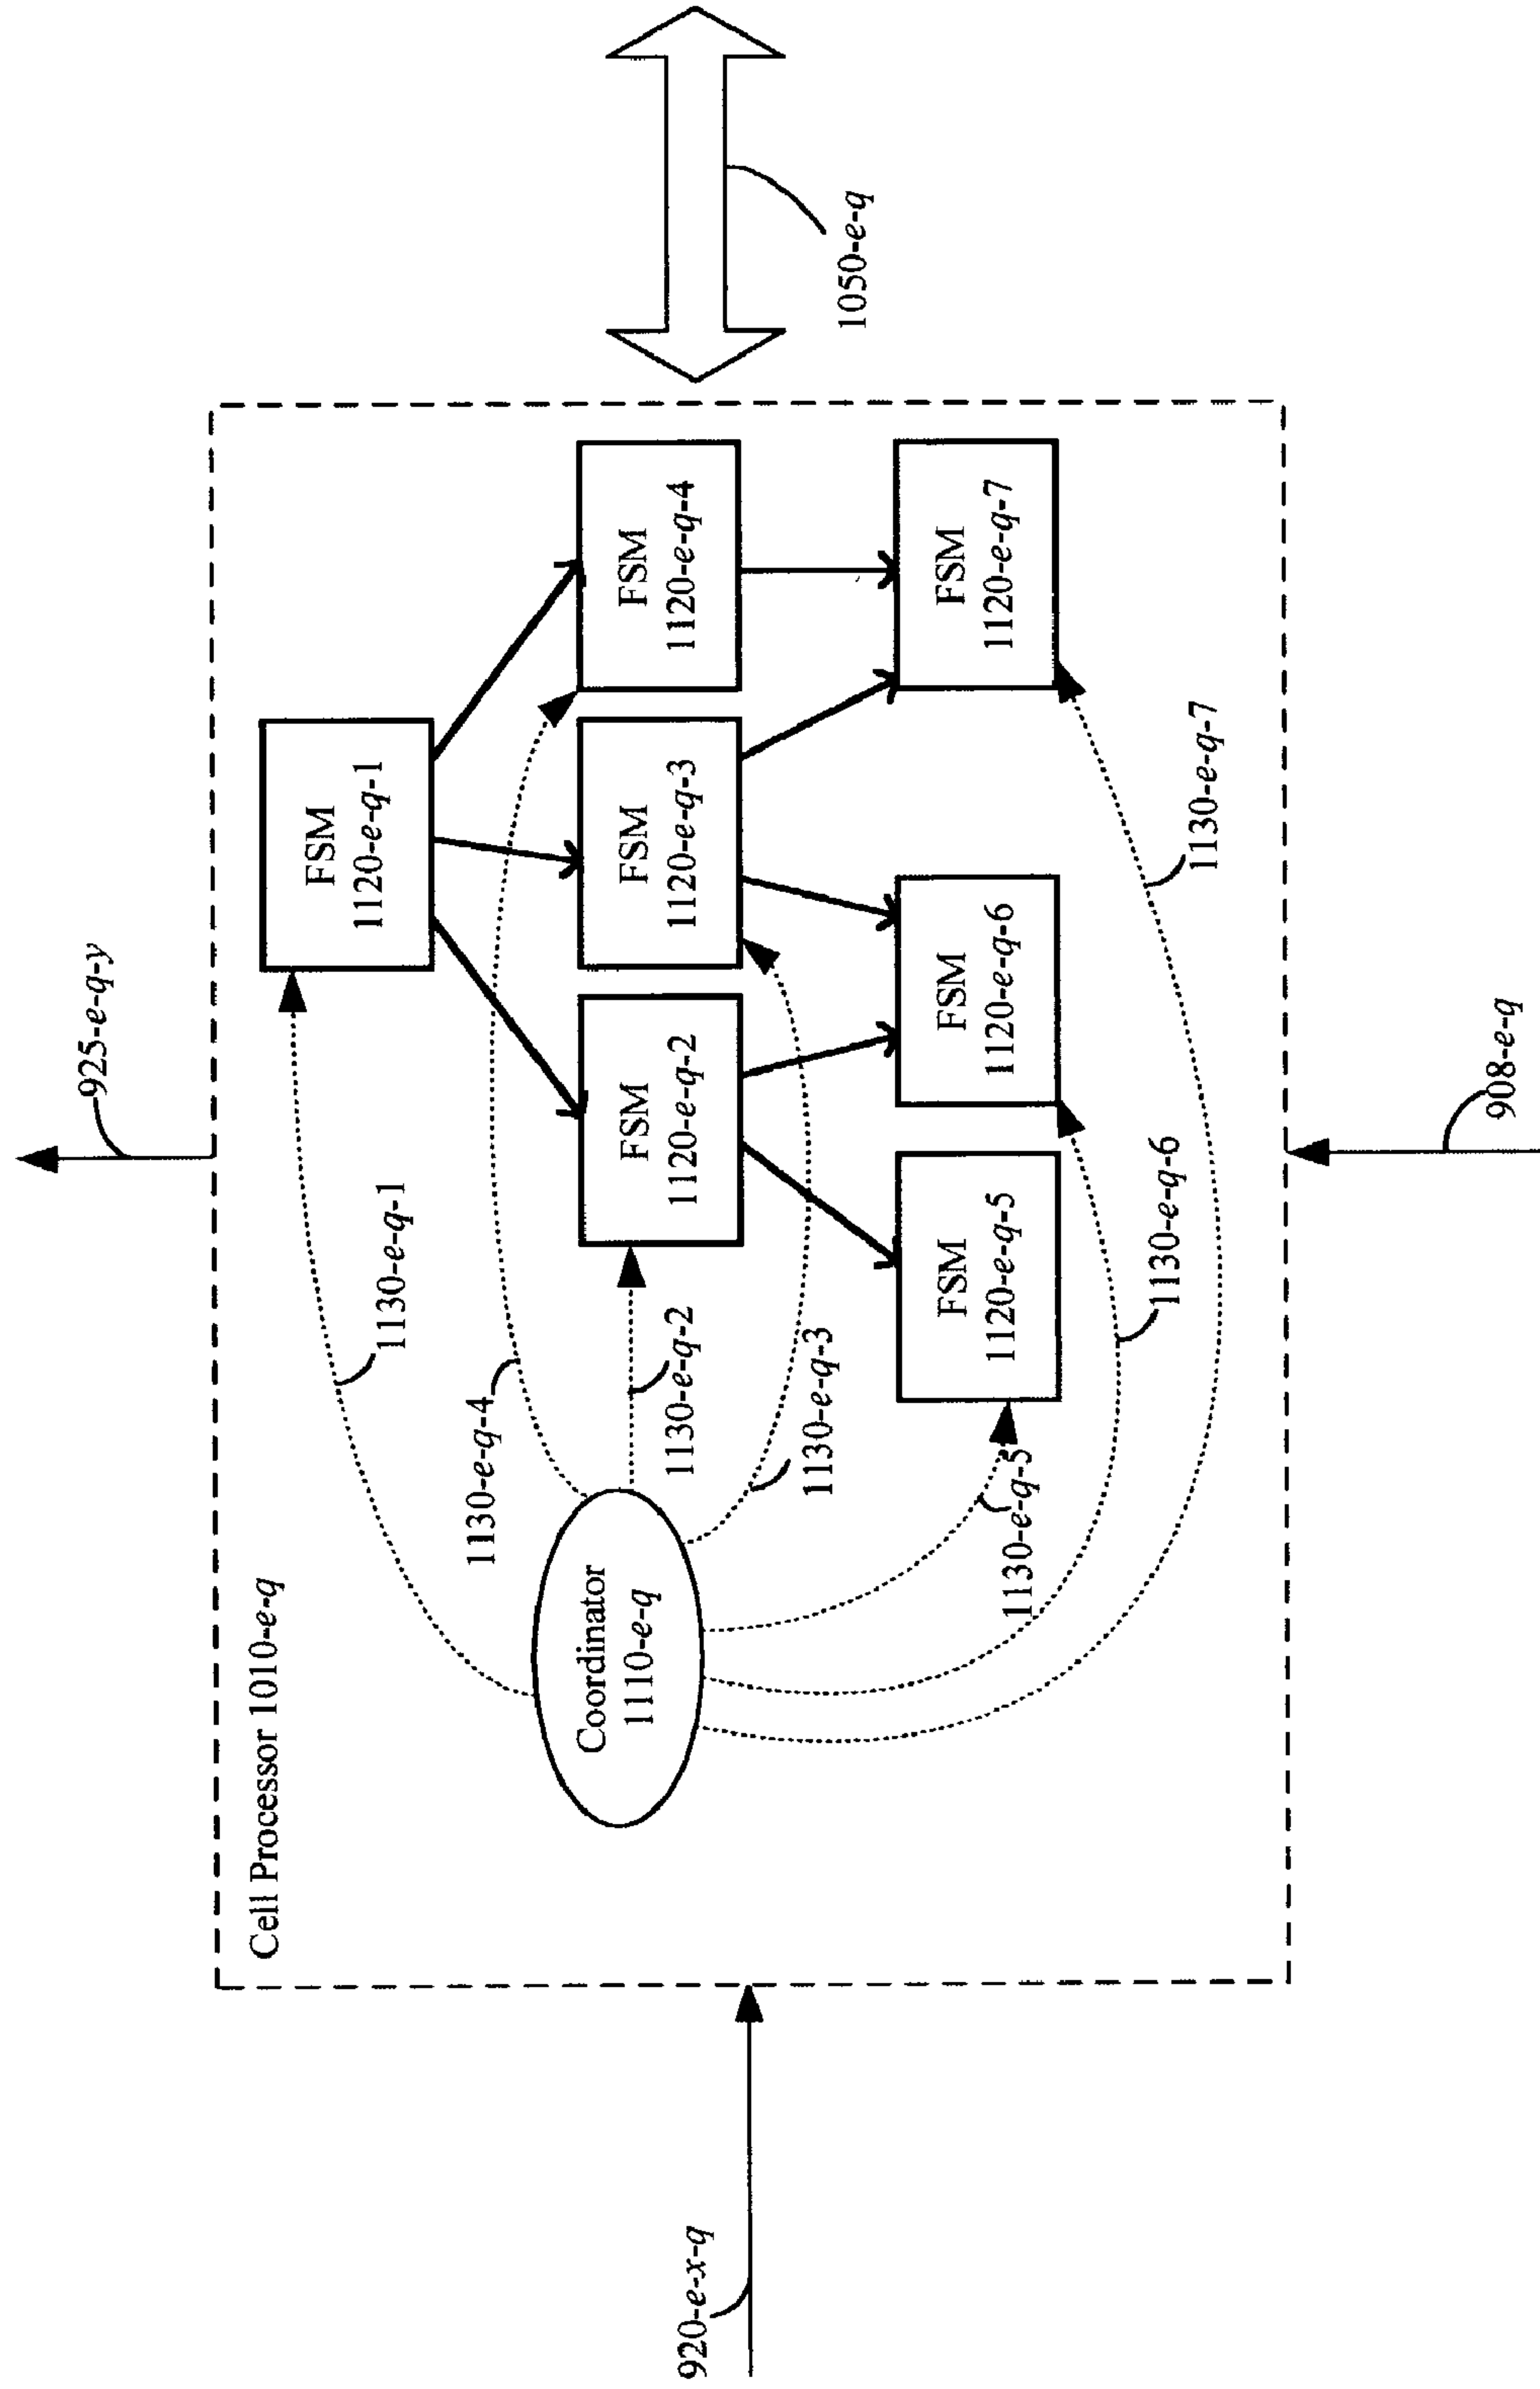 925-e-q-y
Cell Processor 1010-e-q
1130-e-q-1
FSM
1120-e-q-1
1130-e-q-4
Coordinator
1110-e-q
1130-e-q-2
FSM
1120-e-q-2
FSM
1120-e-q-3
FSM
1120-e-q-4
920-e-x-q
1130-e-q-3
1050-e-q
1130-e-q-5
FSM
1120-e-q-5
FSM
1120-e-q-6
FSM
1120-e-q-7
1130-e-q-6
1130-e-q-7
908-e-q